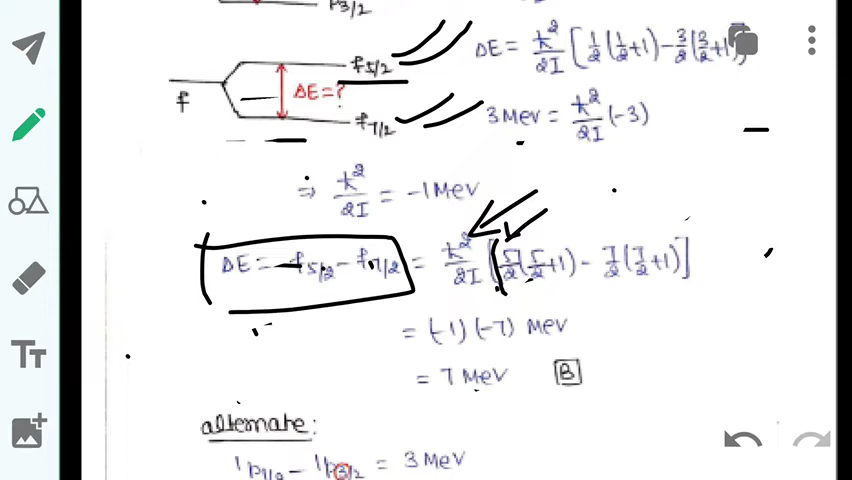 P3/2
ΔE = ħ²/2I [1/2(1/2+1) - 3/2(3/2+1)]
f5/2
f ΔE=?
f7/2
3 MeV = ħ²/2I (-3)
⇒ ħ²/2I = -1 MeV
ΔE = f5/2 - f7/2 = ħ²/2I [5/2(5/2+1) - 7/2(7/2+1)]
= (-1) (-7) MeV
= 7 MeV B
alternate:
1P1/2 - 1P3/2 = 3 MeV
TT